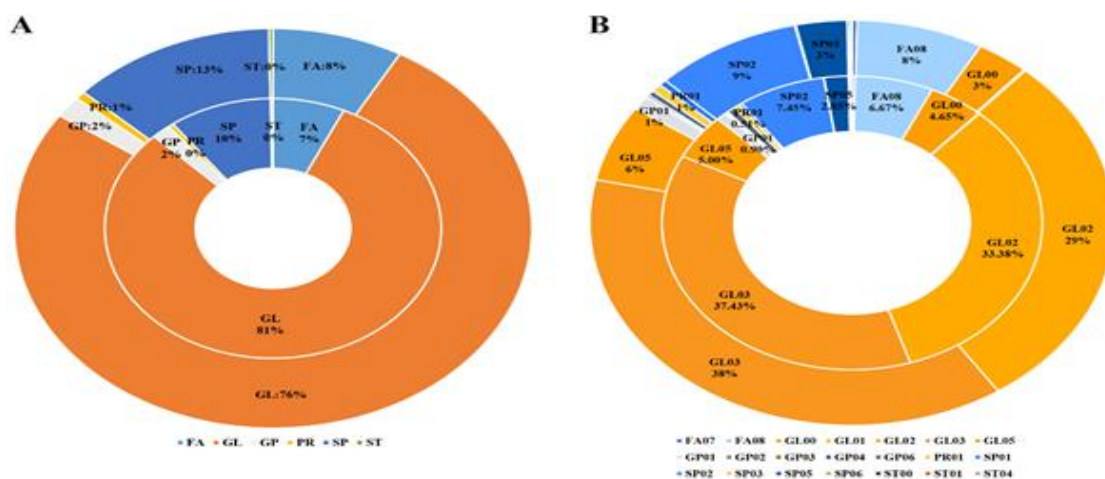 A
SP:13%
ST:0%
FA:8%
PR:1%
GP:2%
SP
10%
ST
0%
FA
7%
PR
0%
GP
2%
GL
81%
GL:76%
FA GL GP PR SP ST
B
SP03
3%
FA08
8%
GL00
3%
SP02
9%
PR01
1%
GP01
1%
GL05
6%
SP02
7.45%
FA08
6.67%
GL00
4.65%
PR01
GP01
0.90%
GL05
5.00%
GL02
33.38%
GL02
29%
GL03
37.43%
GL03
38%
FA07 FA08 GL00 GL01 GL02 GL03 GL05
GP01 GP02 GP03 GP04 GP06 PR01 SP01
SP02 SP03 SP05 SP06 ST00 ST01 ST04